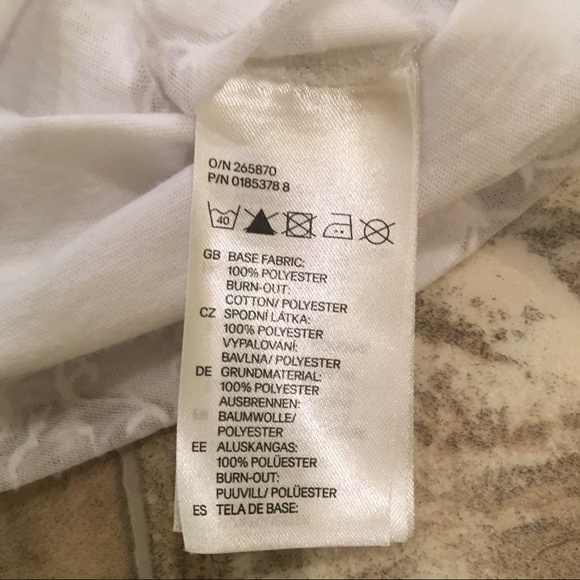 O/N 265870
P/N 0185378 8
40
GB BASE FABRIC:
100% POLYESTER
BURN-OUT:
COTTON/ POLYESTER
CZ SPODNÍ LÁTKA:
100% POLYESTER
VYPALOVÁNÍ:
BAVLNA/ POLYESTER
DE GRUNDMATERIAL:
100% POLYESTER
AUSBRENNEN:
BAUMWOLLE/
POLYESTER
EE ALUSKANGAS:
100% POLÜESTER
BURN-OUT:
PUUVILL/ POLÜESTER
ES TELA DE BASE: